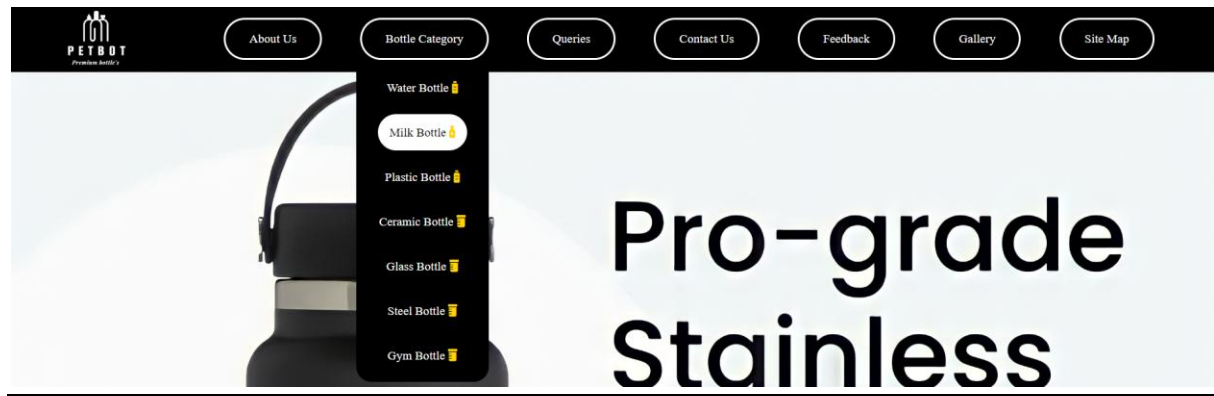 PETBOT
Premium bottle's
About Us
Bottle Category
Queries
Contact Us
Feedback
Gallery
Site Map
Water Bottle
Milk Bottle
Plastic Bottle
Ceramic Bottle
Glass Bottle
Steel Bottle
Gym Bottle
Pro-grade
Stainless